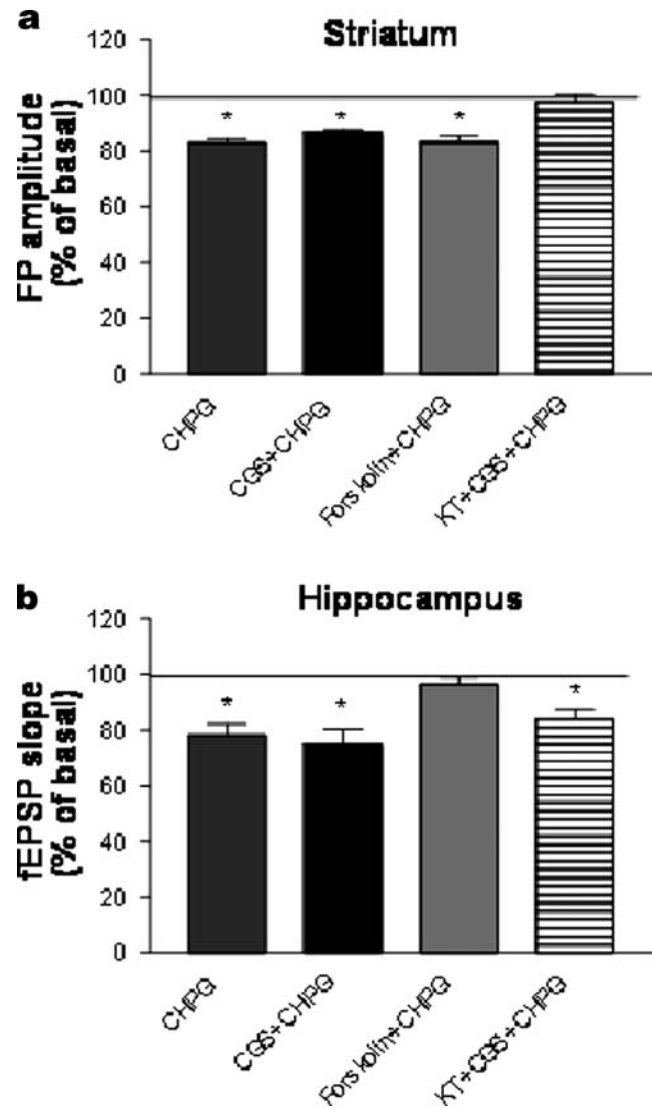 a
Striatum
FP amplitude
(% of basal)
120
100
80
60
40
20
0
*
*
*
CHPG
CGS+CHPG
Forskolin+CHPG
KT+CGS+CHPG
b
Hippocampus
fEPSP slope
(% of basal)
120
100
80
60
40
20
0
*
*
*
CHPG
CGS+CHPG
Forskolin+CHPG
KT+CGS+CHPG